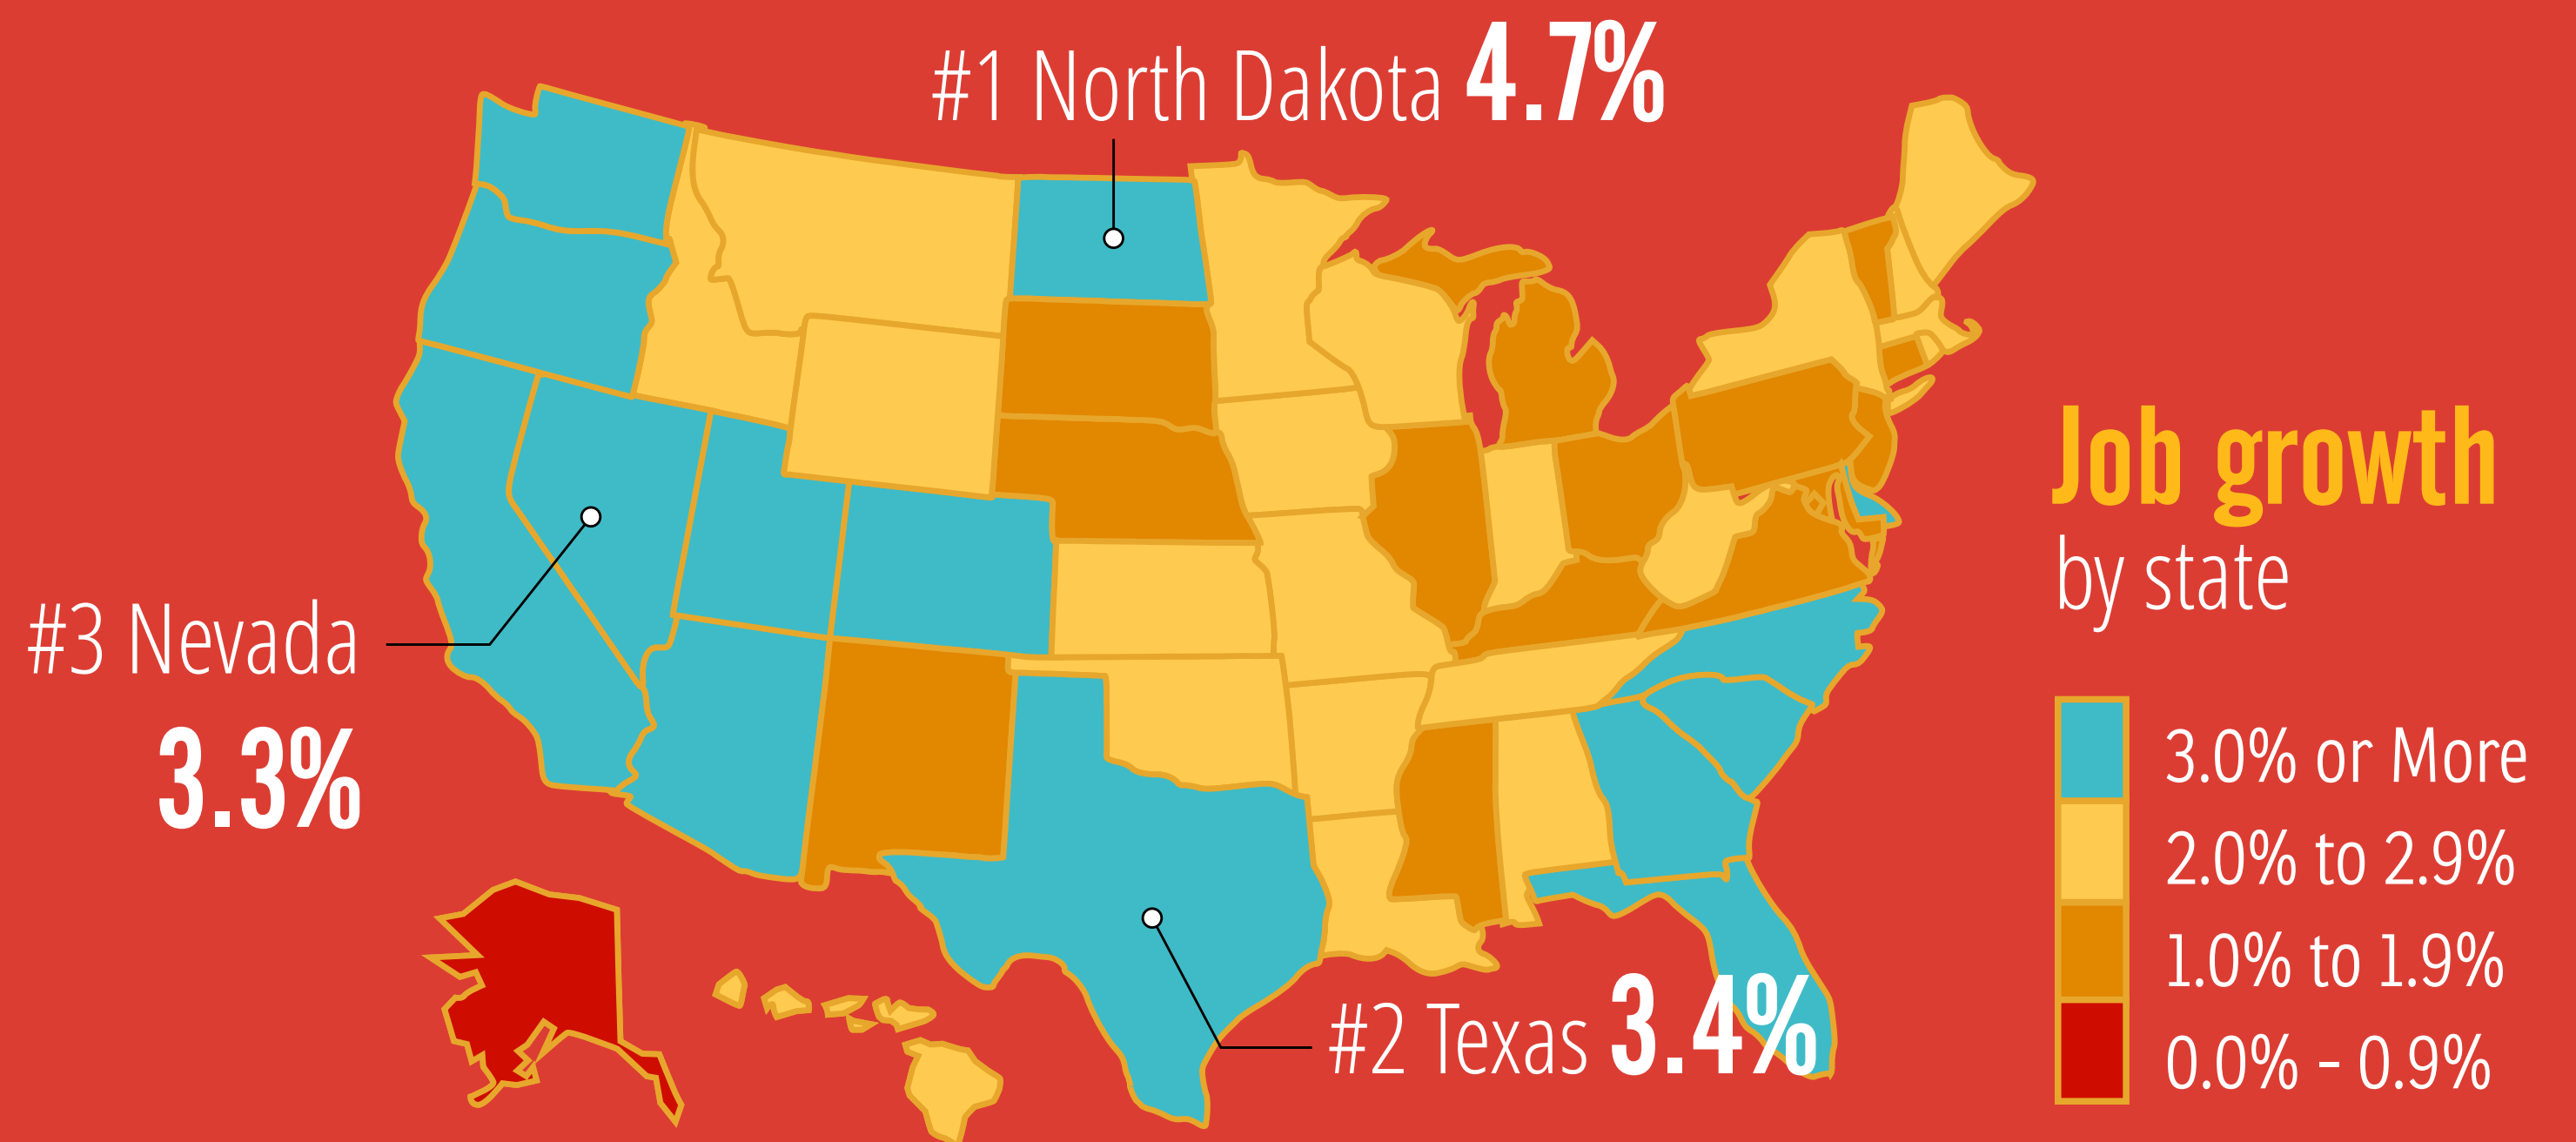 #1 North Dakota 4.7%
#3 Nevada
3.3%
#2 Texas 3.4%
Job growth
by state
3.0% or More
2.0% to 2.9%
1.0% to 1.9%
0.0% - 0.9%